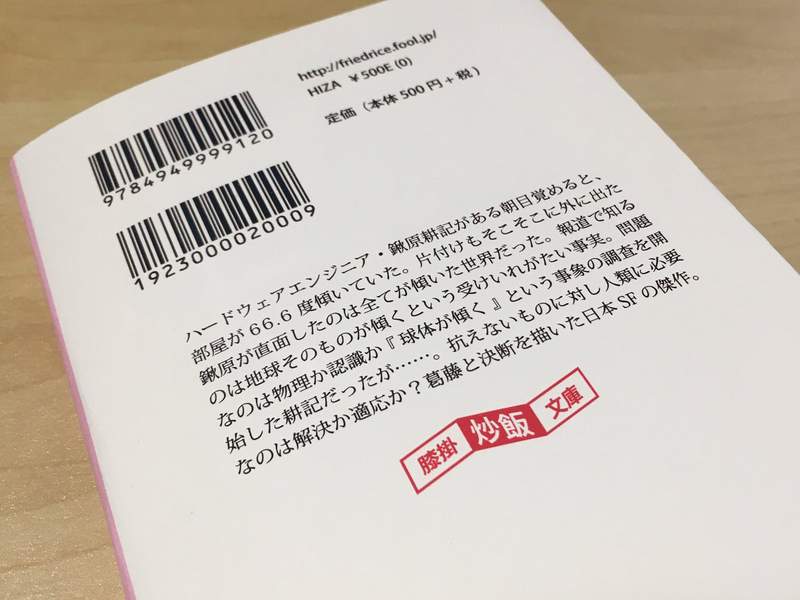 http://friedrice.fool.jp/
HIZA ¥500E(0)
定価（本体500円+税）
9784949999120
1923000020009
ハードウェアエンジニア・鍬原耕記がある朝目覚めると、
部屋が66.6度傾いていた。片付けもそこそこに外に出た
鍬原が直面したのは全てが傾いた世界だった。報道で知る
のは地球そのものが傾くという受けいれがたい事実。問題
なのは物理か認識か『球体が傾く』という事象の調査を開
始した耕記だったが……。抗えないものに対し人類に必要
なのは解決か適応か？葛藤と決断を描いた日本SFの傑作。
膝掛 炒飯 文庫